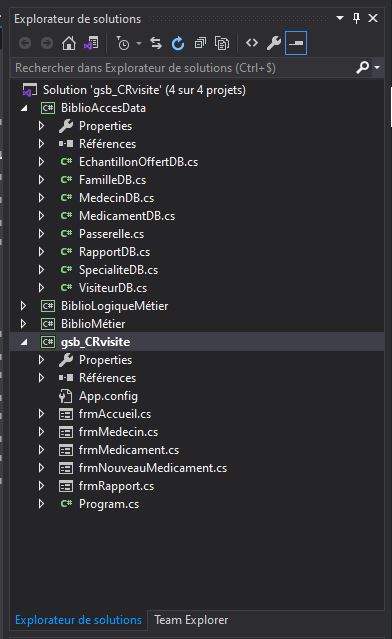 Explorateur de solutions
Rechercher dans Explorateur de solutions (Ctrl+$)
Solution 'gsb_CRvisite' (4 sur 4 projets)
C# BiblioAccesData
Properties
Références
C# EchantillonOffertDB.cs
C# FamilleDB.cs
C# MedecinDB.cs
C# MedicamentDB.cs
C# Passerelle.cs
C# RapportDB.cs
C# SpecialiteDB.cs
C# VisiteurDB.cs
C# BiblioLogiqueMétier
C# BiblioMétier
C# gsb_CRvisite
Properties
Références
App.config
frmAccueil.cs
frmMedecin.cs
frmMedicament.cs
frmNouveauMedicament.cs
frmRapport.cs
C# Program.cs
Explorateur de solutions Team Explorer